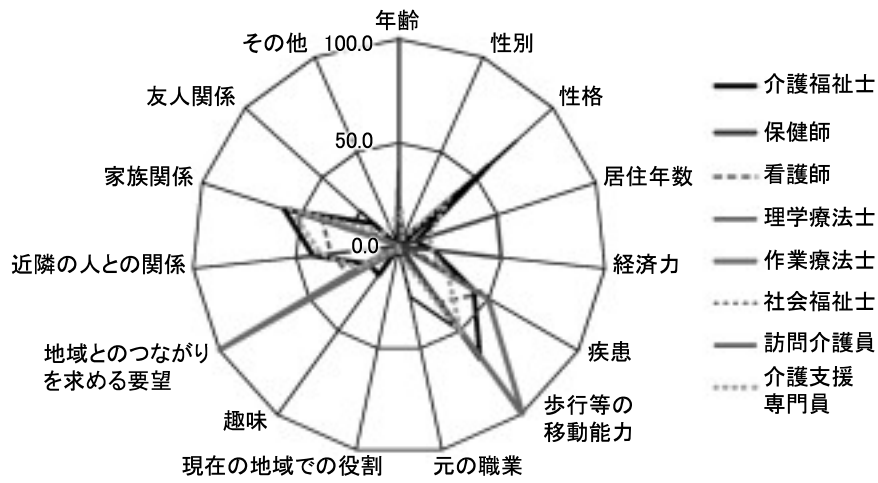 年齢
性別
性格
居住年数
経済力
疾患
歩行等の
移動能力
元の職業
現在の地域での役割
趣味
地域とのつながり
を求める要望
近隣の人との関係
家族関係
友人関係
その他
100.0
50.0
0.0
介護福祉士
保健師
看護師
理学療法士
作業療法士
社会福祉士
訪問介護員
介護支援
専門員